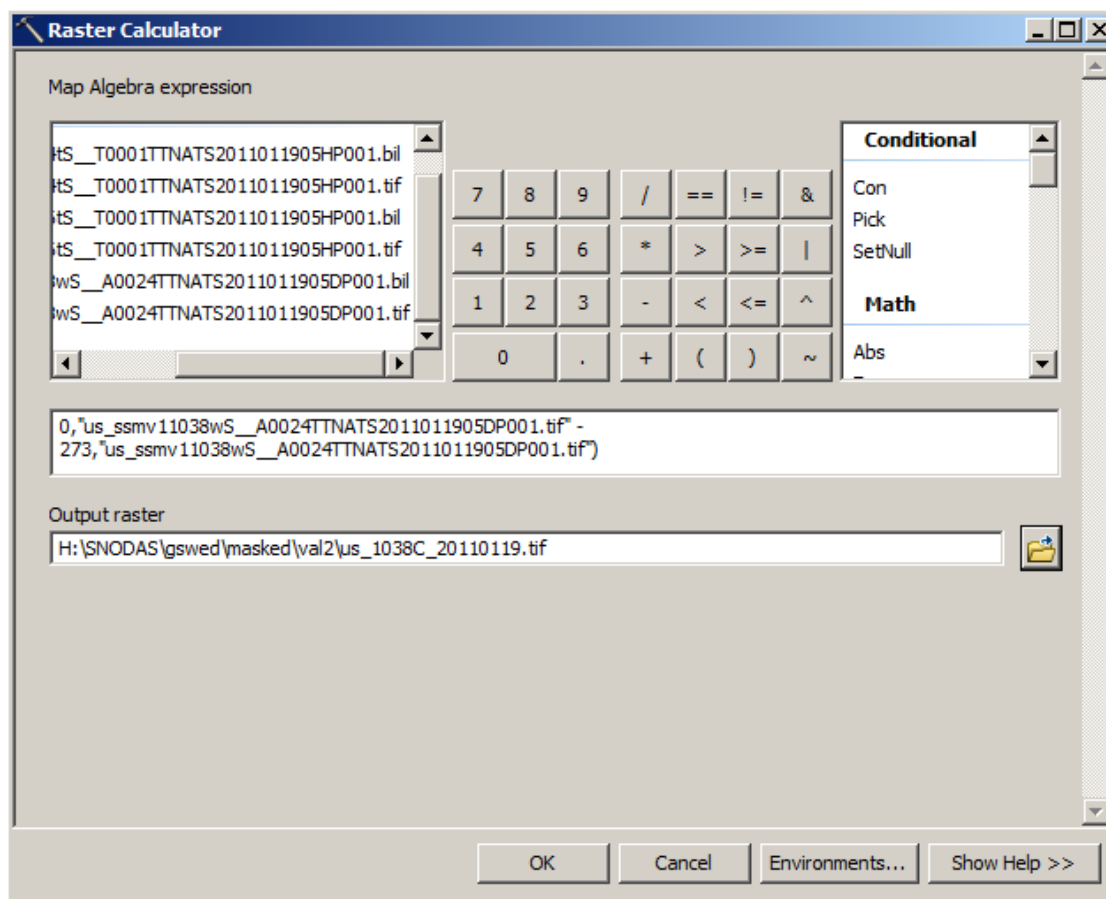 Raster Calculator
Map Algebra expression
tS__T0001TTNATS2011011905HP001.bil
tS__T0001TTNATS2011011905HP001.tif
tS__T0001TTNATS2011011905HP001.bil
tS__T0001TTNATS2011011905HP001.tif
wS__A0024TTNATS2011011905DP001.bil
wS__A0024TTNATS2011011905DP001.tif
7 8 9 / == != &
4 5 6 * > >= |
1 2 3 - < <= ^
0 . + ( ) ~
Conditional
Con
Pick
SetNull
Math
Abs
0,"us_ssmv11038wS__A0024TTNATS2011011905DP001.tif" -
273,"us_ssmv11038wS__A0024TTNATS2011011905DP001.tif")
Output raster
H:\SNODAS\gswed\masked\val2\us_1038C_20110119.tif
OK Cancel Environments... Show Help >>